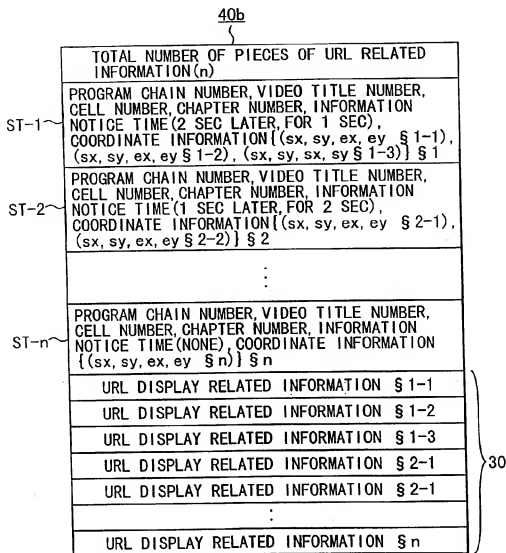 40b
TOTAL NUMBER OF PIECES OF URL RELATED
INFORMATION(n)
PROGRAM CHAIN NUMBER, VIDEO TITLE NUMBER,
CELL NUMBER, CHAPTER NUMBER, INFORMATION
ST-1
NOTICE TIME(2 SEC LATER, FOR 1 SEC),
COORDINATE INFORMATION{(sx, sy, ex, ey § 1-1),
(sx, sy, ex, ey § 1-2), (sx, sy, sx, sy § 1-3)} § 1
PROGRAM CHAIN NUMBER, VIDEO TITLE NUMBER,
CELL NUMBER, CHAPTER NUMBER, INFORMATION
ST-2
NOTICE TIME(1 SEC LATER, FOR 2 SEC),
COORDINATE INFORMATION{(sx, sy, ex, ey § 2-1),
(sx, sy, ex, ey § 2-2)} § 2
⋮
PROGRAM CHAIN NUMBER, VIDEO TITLE NUMBER,
CELL NUMBER, CHAPTER NUMBER, INFORMATION
ST-n
NOTICE TIME(NONE), COORDINATE INFORMATION
{(sx, sy, ex, ey § n)} § n
URL DISPLAY RELATED INFORMATION § 1-1
URL DISPLAY RELATED INFORMATION § 1-2
URL DISPLAY RELATED INFORMATION § 1-3
URL DISPLAY RELATED INFORMATION § 2-1
30
URL DISPLAY RELATED INFORMATION § 2-1
⋮
URL DISPLAY RELATED INFORMATION § n